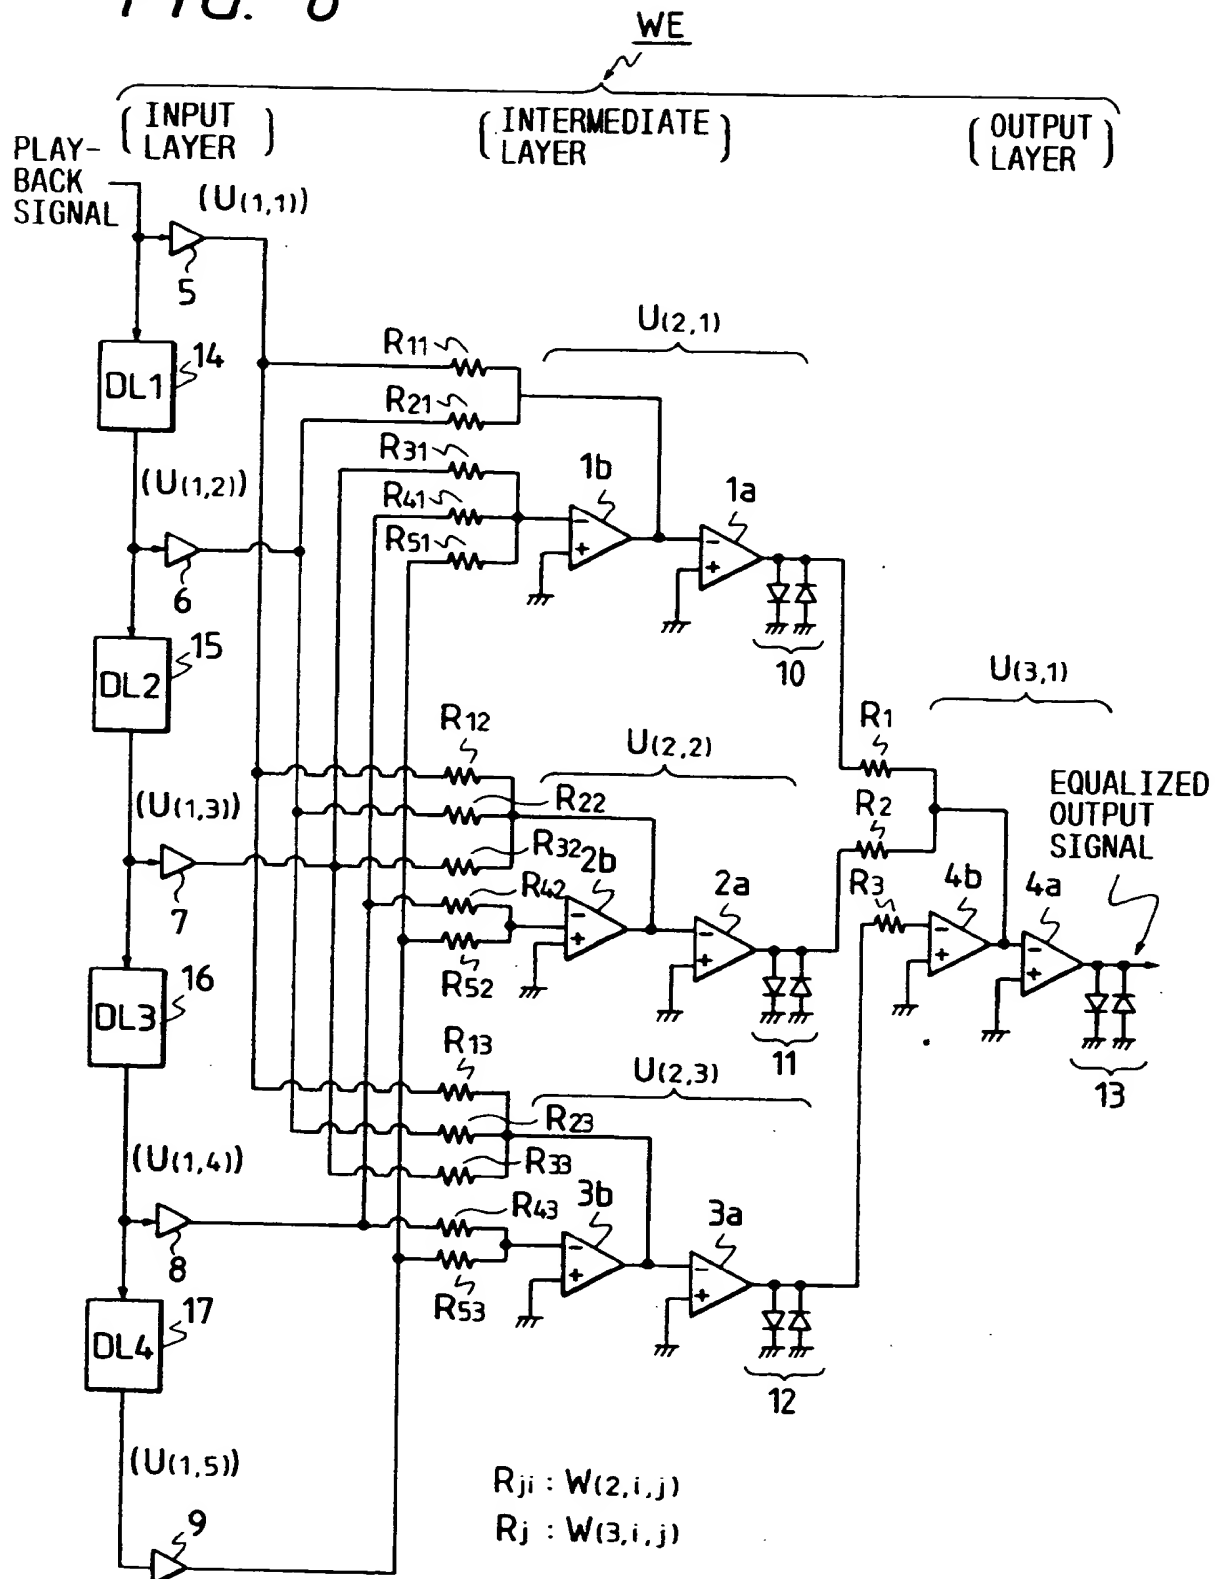 FIG. 6
WE
INPUT LAYER
INTERMEDIATE LAYER
OUTPUT LAYER
PLAY-
BACK
SIGNAL
(U(1,1))
5
DL1
14
R11
R21
R31
R41
R51
U(2,1)
1b
1a
-
+
-
+
10
(U(1,2))
6
DL2
15
R12
R22
R32
R42
R52
U(2,2)
2b
2a
-
+
-
+
11
U(3,1)
R1
R2
R3
4b
4a
-
+
-
+
13
EQUALIZED
OUTPUT
SIGNAL
(U(1,3))
7
DL3
16
R13
R23
R33
R43
R53
U(2,3)
3b
3a
-
+
-
+
12
(U(1,4))
8
DL4
17
(U(1,5))
9
Rji : W(2,i,j)
Rj : W(3,i,j)